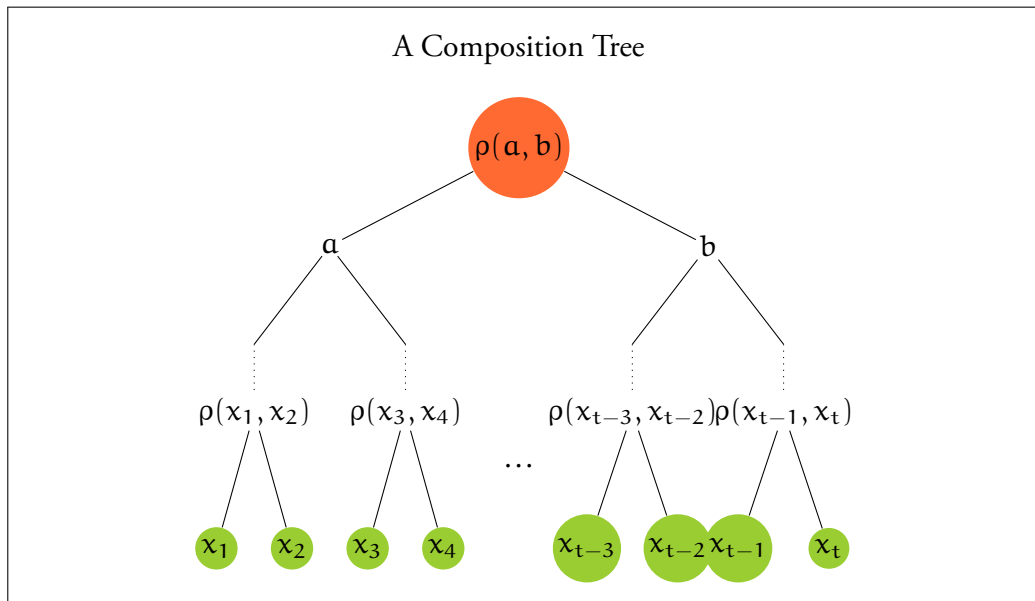 A Composition Tree
ρ(a, b)
a b
ρ(x₁, x₂) ρ(x₃, x₄) ρ(xₜ₋₃, xₜ₋₂) ρ(xₜ₋₁, xₜ)
...
x₁ x₂ x₃ x₄ xₜ₋₃ xₜ₋₂ xₜ₋₁ xₜ